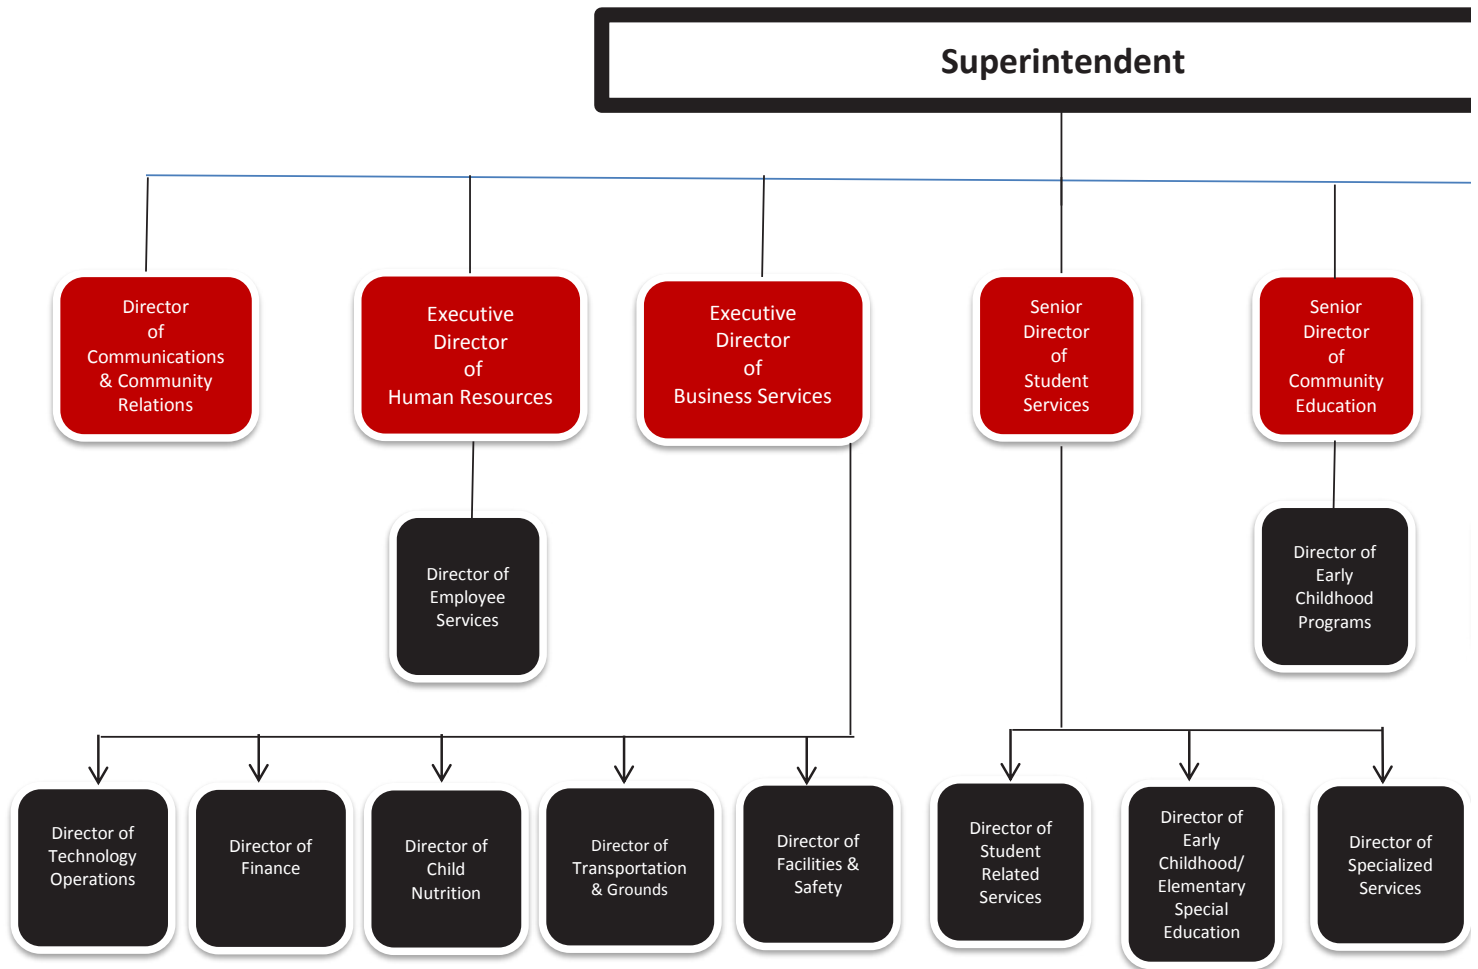 Superintendent
Director
of
Communications
& Community
Relations
Executive
Director
of
Human Resources
Executive
Director
of
Business Services
Senior
Director
of
Student
Services
Senior
Director
of
Community
Education
Director of
Employee
Services
Director of
Early
Childhood
Programs
Director of
Technology
Operations
Director of
Finance
Director of
Child
Nutrition
Director of
Transportation
& Grounds
Director of
Facilities &
Safety
Director of
Student
Related
Services
Director of
Early
Childhood/
Elementary
Special
Education
Director of
Specialized
Services